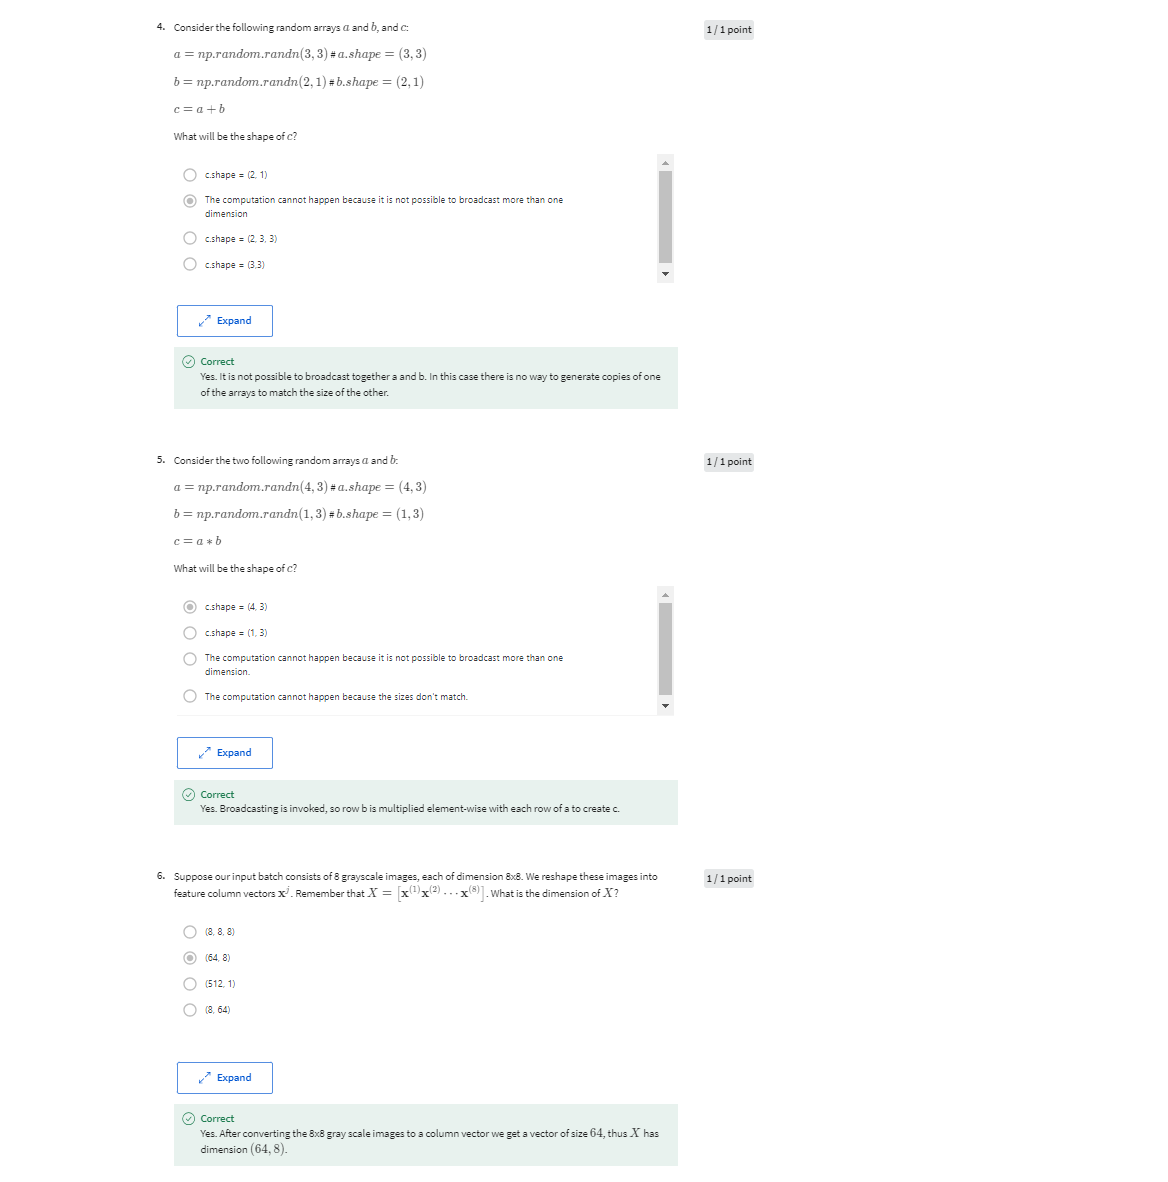 4. Consider the following random arrays a and b, and c:
1 / 1 point
a = np.random.randn(3, 3) # a.shape = (3, 3)
b = np.random.randn(2, 1) # b.shape = (2, 1)
c = a + b
What will be the shape of c?
c.shape = (2, 1)
The computation cannot happen because it is not possible to broadcast more than one
dimension
c.shape = (2, 3, 3)
c.shape = (3,3)
Expand
Correct
Yes. It is not possible to broadcast together a and b. In this case there is no way to generate copies of one
of the arrays to match the size of the other.
5. Consider the two following random arrays a and b:
1 / 1 point
a = np.random.randn(4, 3) # a.shape = (4, 3)
b = np.random.randn(1, 3) # b.shape = (1, 3)
c = a * b
What will be the shape of c?
c.shape = (4, 3)
c.shape = (1, 3)
The computation cannot happen because it is not possible to broadcast more than one
dimension.
The computation cannot happen because the sizes don't match.
Expand
Correct
Yes. Broadcasting is invoked, so row b is multiplied element-wise with each row of a to create c.
6. Suppose our input batch consists of 8 grayscale images, each of dimension 8x8. We reshape these images into
1 / 1 point
feature column vectors x^j. Remember that X = [x^(1) x^(2) ⋯ x^(8)]. What is the dimension of X?
(8, 8, 8)
(64, 8)
(512, 1)
(8, 64)
Expand
Correct
Yes. After converting the 8x8 gray scale images to a column vector we get a vector of size 64, thus X has
dimension (64, 8).